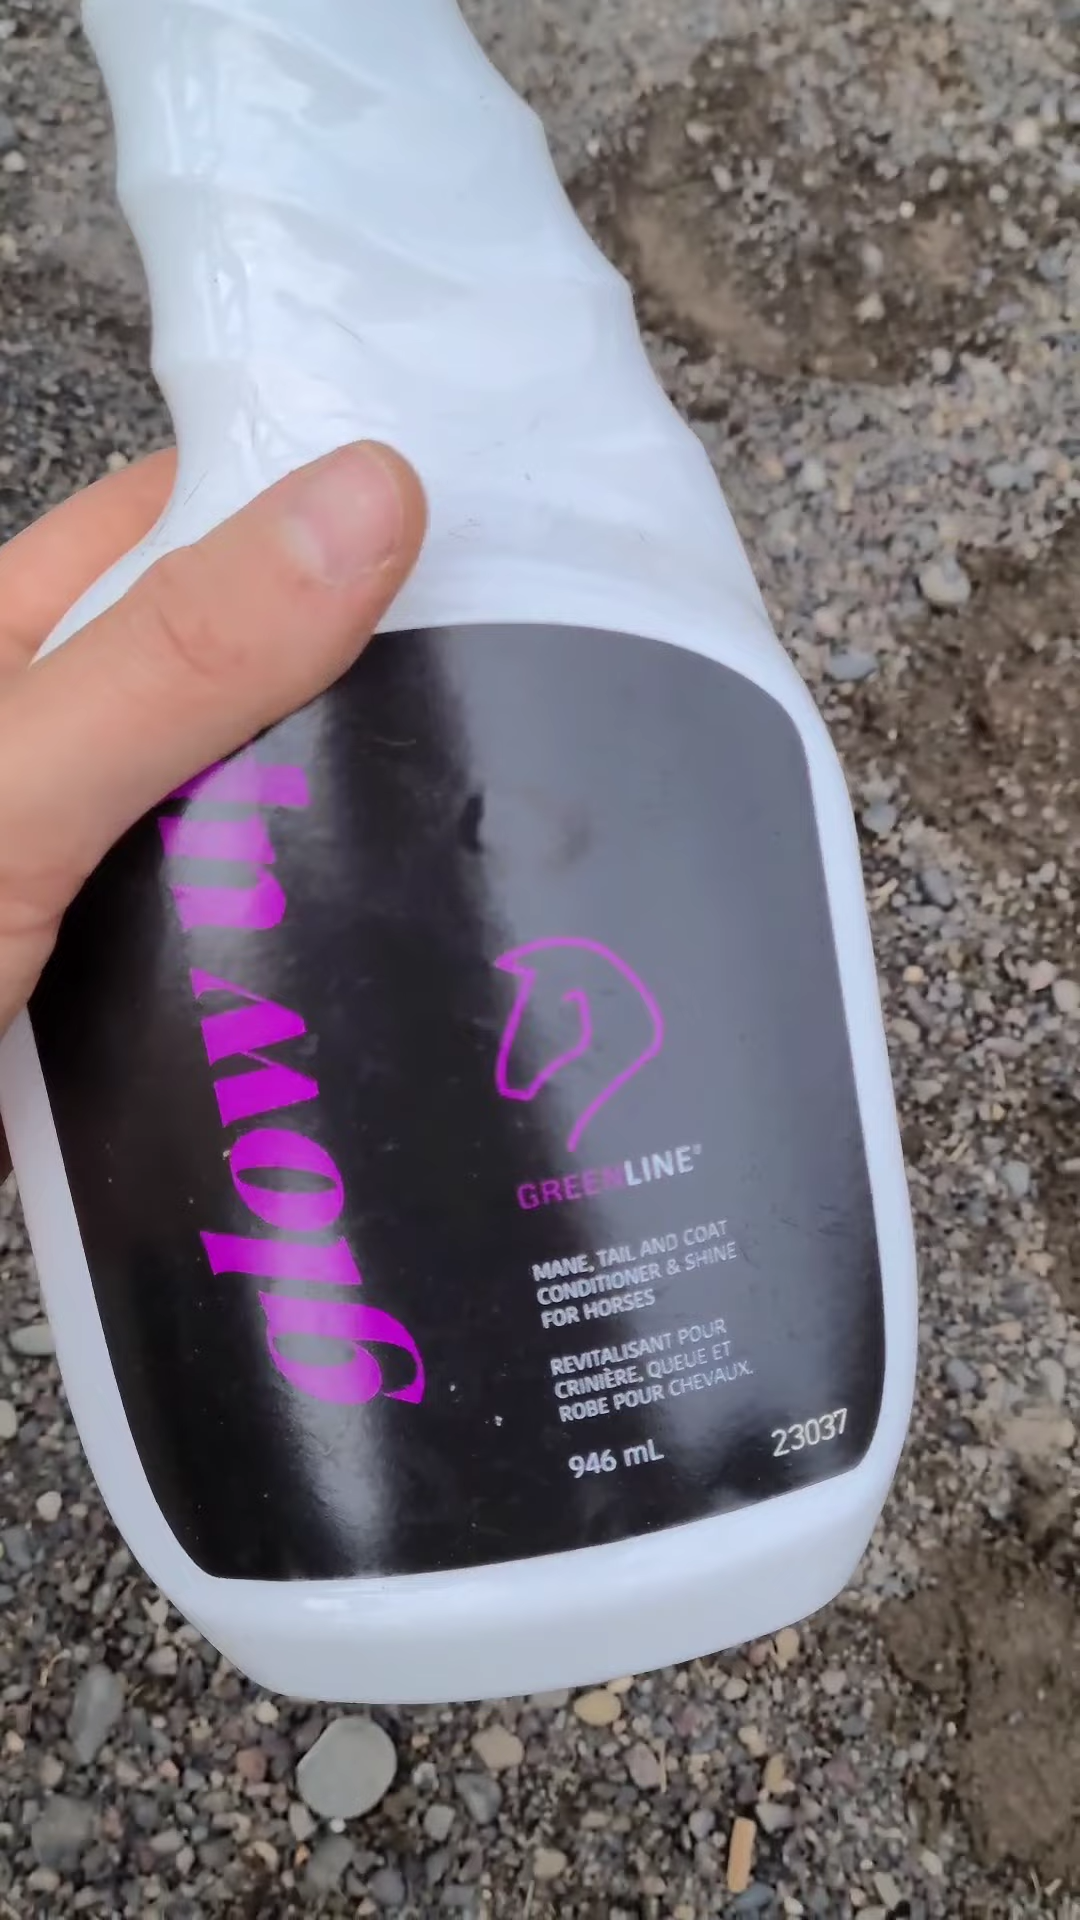 glow
GREENLINE®
MANE, TAIL AND COAT
CONDITIONER & SHINE
FOR HORSES
REVITALISANT POUR
CRINIÈRE, QUEUE ET
ROBE POUR CHEVAUX.
946 mL
23037